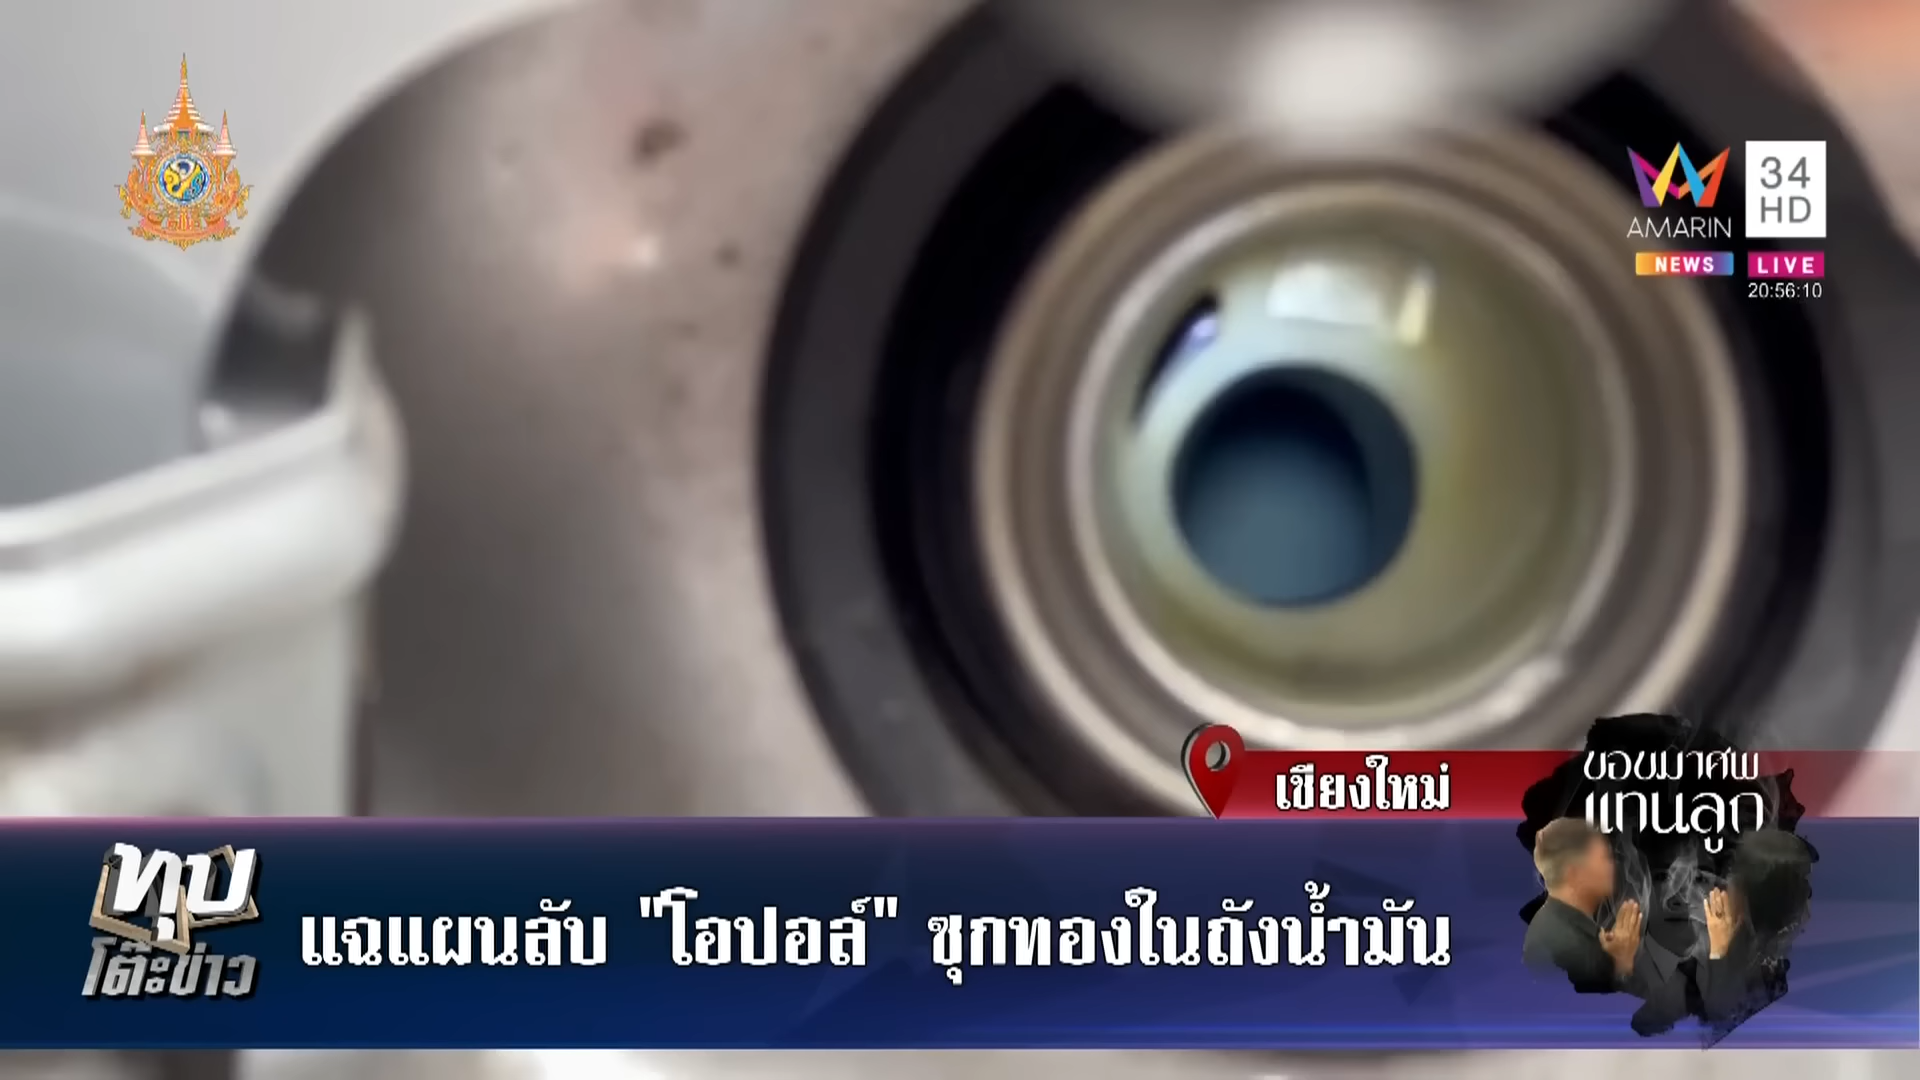 AMARIN
34
HD
NEWS
LIVE
20:56:10
เชียงใหม่
ขอขมาศพ
แทนลูก
ทุบ
โต๊ะข่าว
แฉแผนลับ "โอปอล์" ซุกทองในถังน้ำมัน